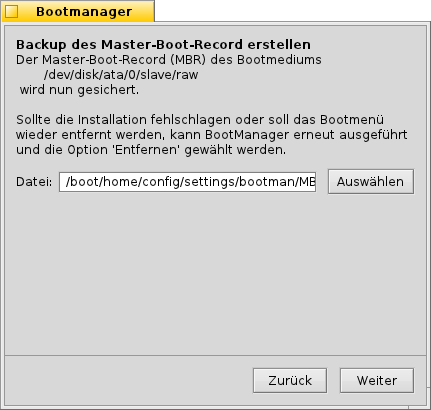 Bootmanager
Backup des Master-Boot-Record erstellen
Der Master-Boot-Record (MBR) des Bootmediums
/dev/disk/ata/0/slave/raw
wird nun gesichert.
Sollte die Installation fehlschlagen oder soll das Bootmenü
wieder entfernt werden, kann BootManager erneut ausgeführt
und die Option 'Entfernen' gewählt werden.
Datei: /boot/home/config/settings/bootman/MB Auswählen
Zurück Weiter